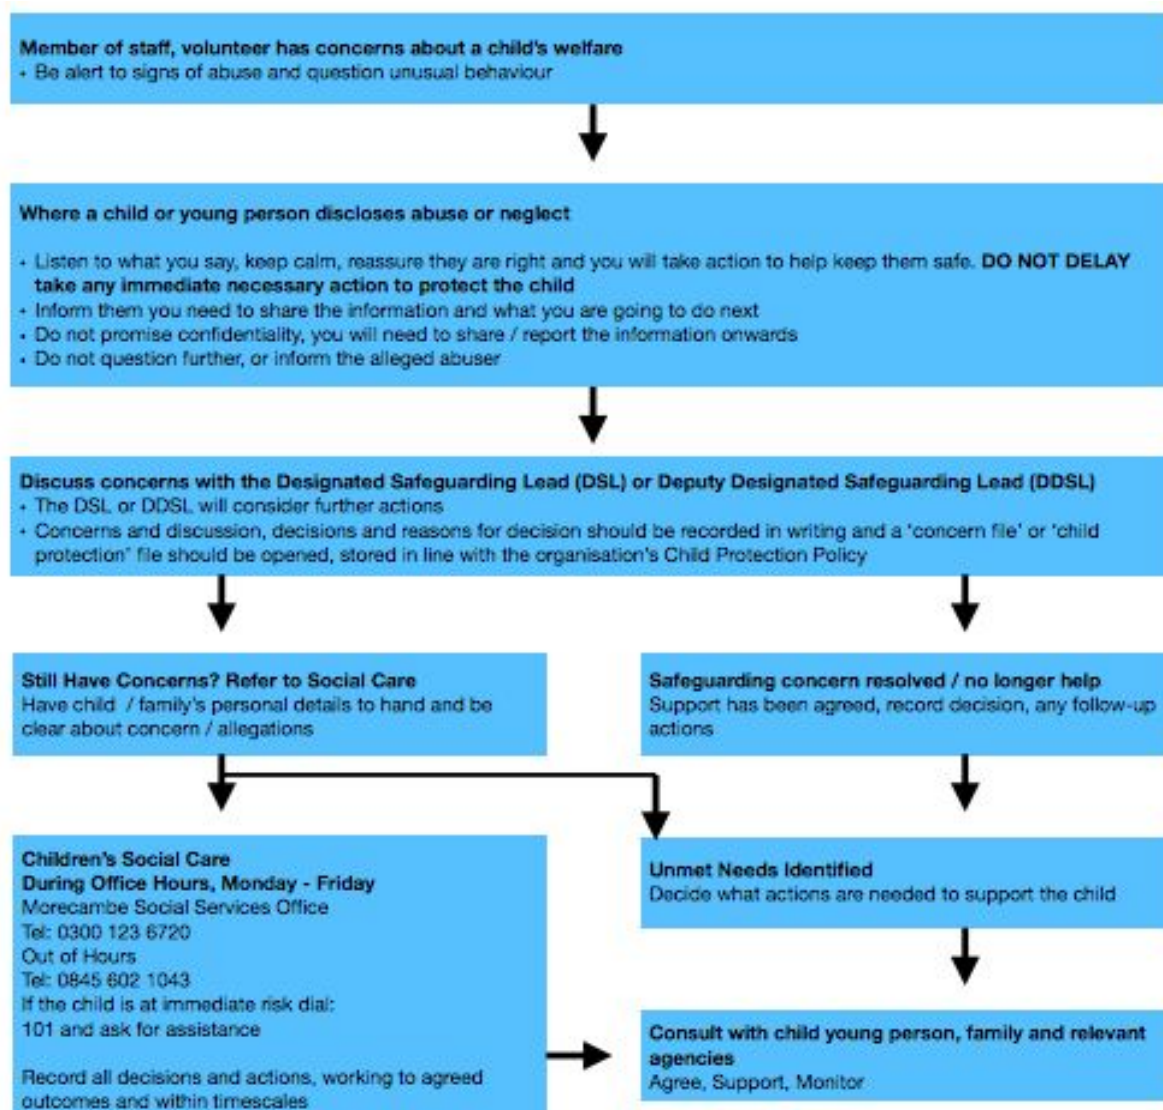 Member of staff, volunteer has concerns about a child's welfare
• Be alert to signs of abuse and question unusual behaviour
Where a child or young person discloses abuse or neglect
• Listen to what you say, keep calm, reassure they are right and you will take action to help keep them safe. DO NOT DELAY
take any immediate necessary action to protect the child
• Inform them you need to share the information and what you are going to do next
• Do not promise confidentiality, you will need to share / report the information onwards
• Do not question further, or inform the alleged abuser
Discuss concerns with the Designated Safeguarding Lead (DSL) or Deputy Designated Safeguarding Lead (DDSL)
• The DSL or DDSL will consider further actions
• Concerns and discussion, decisions and reasons for decision should be recorded in writing and a 'concern file' or 'child
protection' file should be opened, stored in line with the organisation's Child Protection Policy
Still Have Concerns? Refer to Social Care
Have child / family's personal details to hand and be
clear about concern / allegations
Safeguarding concern resolved / no longer help
Support has been agreed, record decision, any follow-up
actions
Children's Social Care
During Office Hours, Monday - Friday
Morecambe Social Services Office
Tel: 0300 123 6720
Out of Hours
Tel: 0845 602 1043
If the child is at immediate risk dial:
101 and ask for assistance
Record all decisions and actions, working to agreed
outcomes and within timescales
Unmet Needs Identified
Decide what actions are needed to support the child
Consult with child young person, family and relevant
agencies
Agree, Support, Monitor